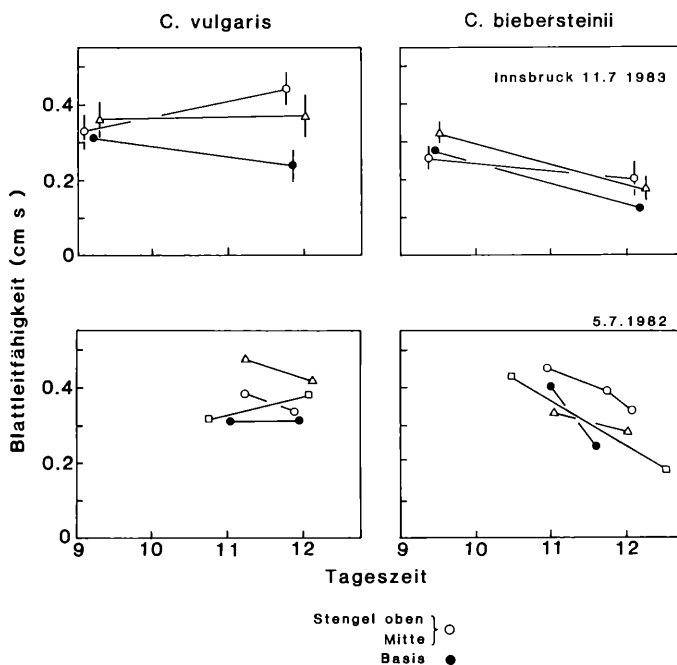 C. vulgaris
C. biebersteinii
Innsbruck 11.7 1983
0.4
0.2
0
5.7.1982
0.4
0.2
0
9 10 11 12 9 10 11 12
Blattleitfähigkeit (cm s)
Tageszeit
Stengel oben
Mitte
Basis